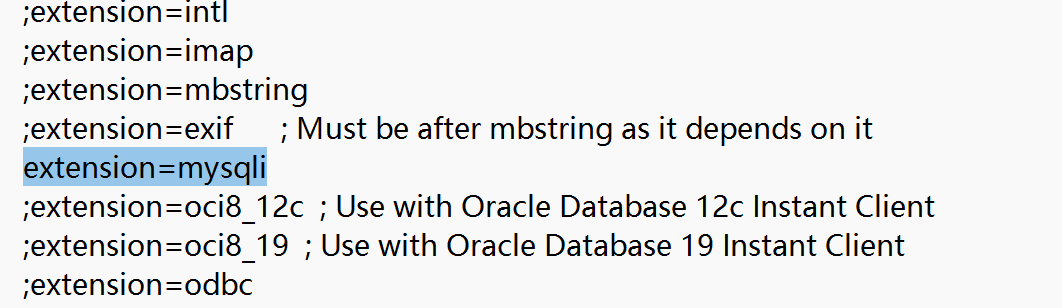 ;extension=intl
;extension=imap
;extension=mbstring
;extension=exif      ; Must be after mbstring as it depends on it
extension=mysqli
;extension=oci8_12c  ; Use with Oracle Database 12c Instant Client
;extension=oci8_19  ; Use with Oracle Database 19 Instant Client
;extension=odbc